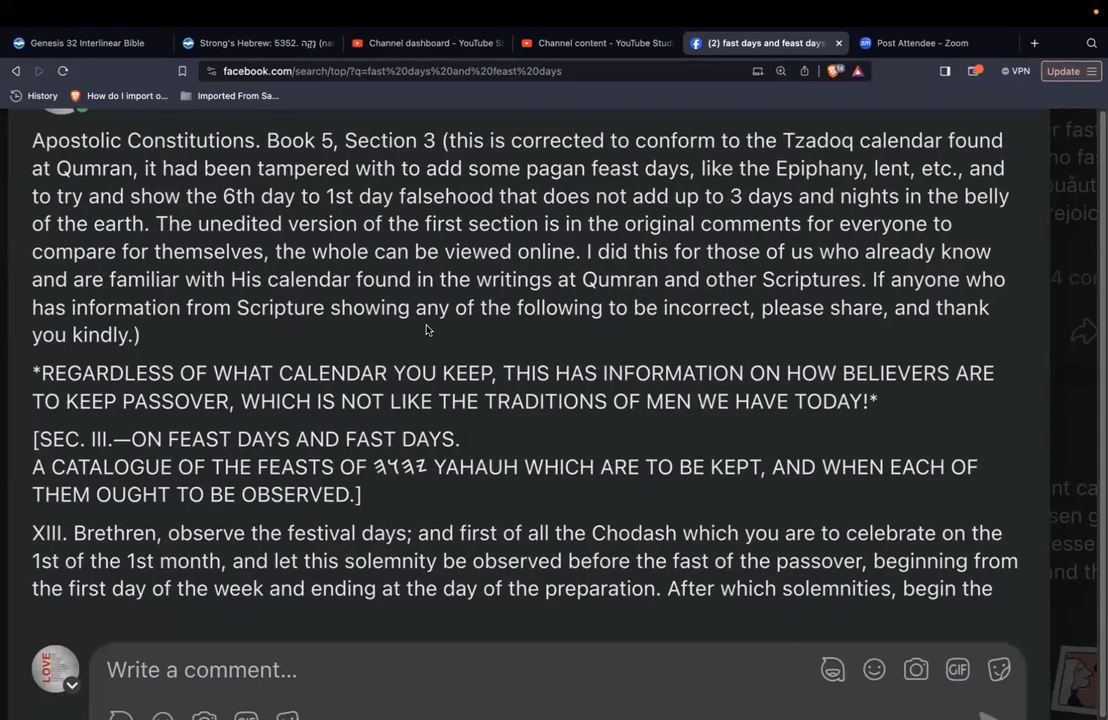 Genesis 32 Interlinear Bible
Strong's Hebrew: 5352. נָקָה (na
Channel dashboard - YouTube S
Channel content - YouTube Studi
(2) fast days and feast days
Post Attendee - Zoom
facebook.com/search/top/?q=fast%20days%20and%20feast%20days
14
VPN
Update
History
How do I import o...
Imported From Sa...
Apostolic Constitutions. Book 5, Section 3 (this is corrected to conform to the Tzadoq calendar found
at Qumran, it had been tampered with to add some pagan feast days, like the Epiphany, lent, etc., and
to try and show the 6th day to 1st day falsehood that does not add up to 3 days and nights in the belly
of the earth. The unedited version of the first section is in the original comments for everyone to
compare for themselves, the whole can be viewed online. I did this for those of us who already know
and are familiar with His calendar found in the writings at Qumran and other Scriptures. If anyone who
has information from Scripture showing any of the following to be incorrect, please share, and thank
you kindly.)
*REGARDLESS OF WHAT CALENDAR YOU KEEP, THIS HAS INFORMATION ON HOW BELIEVERS ARE
TO KEEP PASSOVER, WHICH IS NOT LIKE THE TRADITIONS OF MEN WE HAVE TODAY!*
[SEC. III.—ON FEAST DAYS AND FAST DAYS.
A CATALOGUE OF THE FEASTS OF 𐤉𐤄𐤅𐤄 YAHAUH WHICH ARE TO BE KEPT, AND WHEN EACH OF
THEM OUGHT TO BE OBSERVED.]
XIII. Brethren, observe the festival days; and first of all the Chodash which you are to celebrate on the
1st of the 1st month, and let this solemnity be observed before the fast of the passover, beginning from
the first day of the week and ending at the day of the preparation. After which solemnities, begin the
LOVE
Write a comment...
GIF